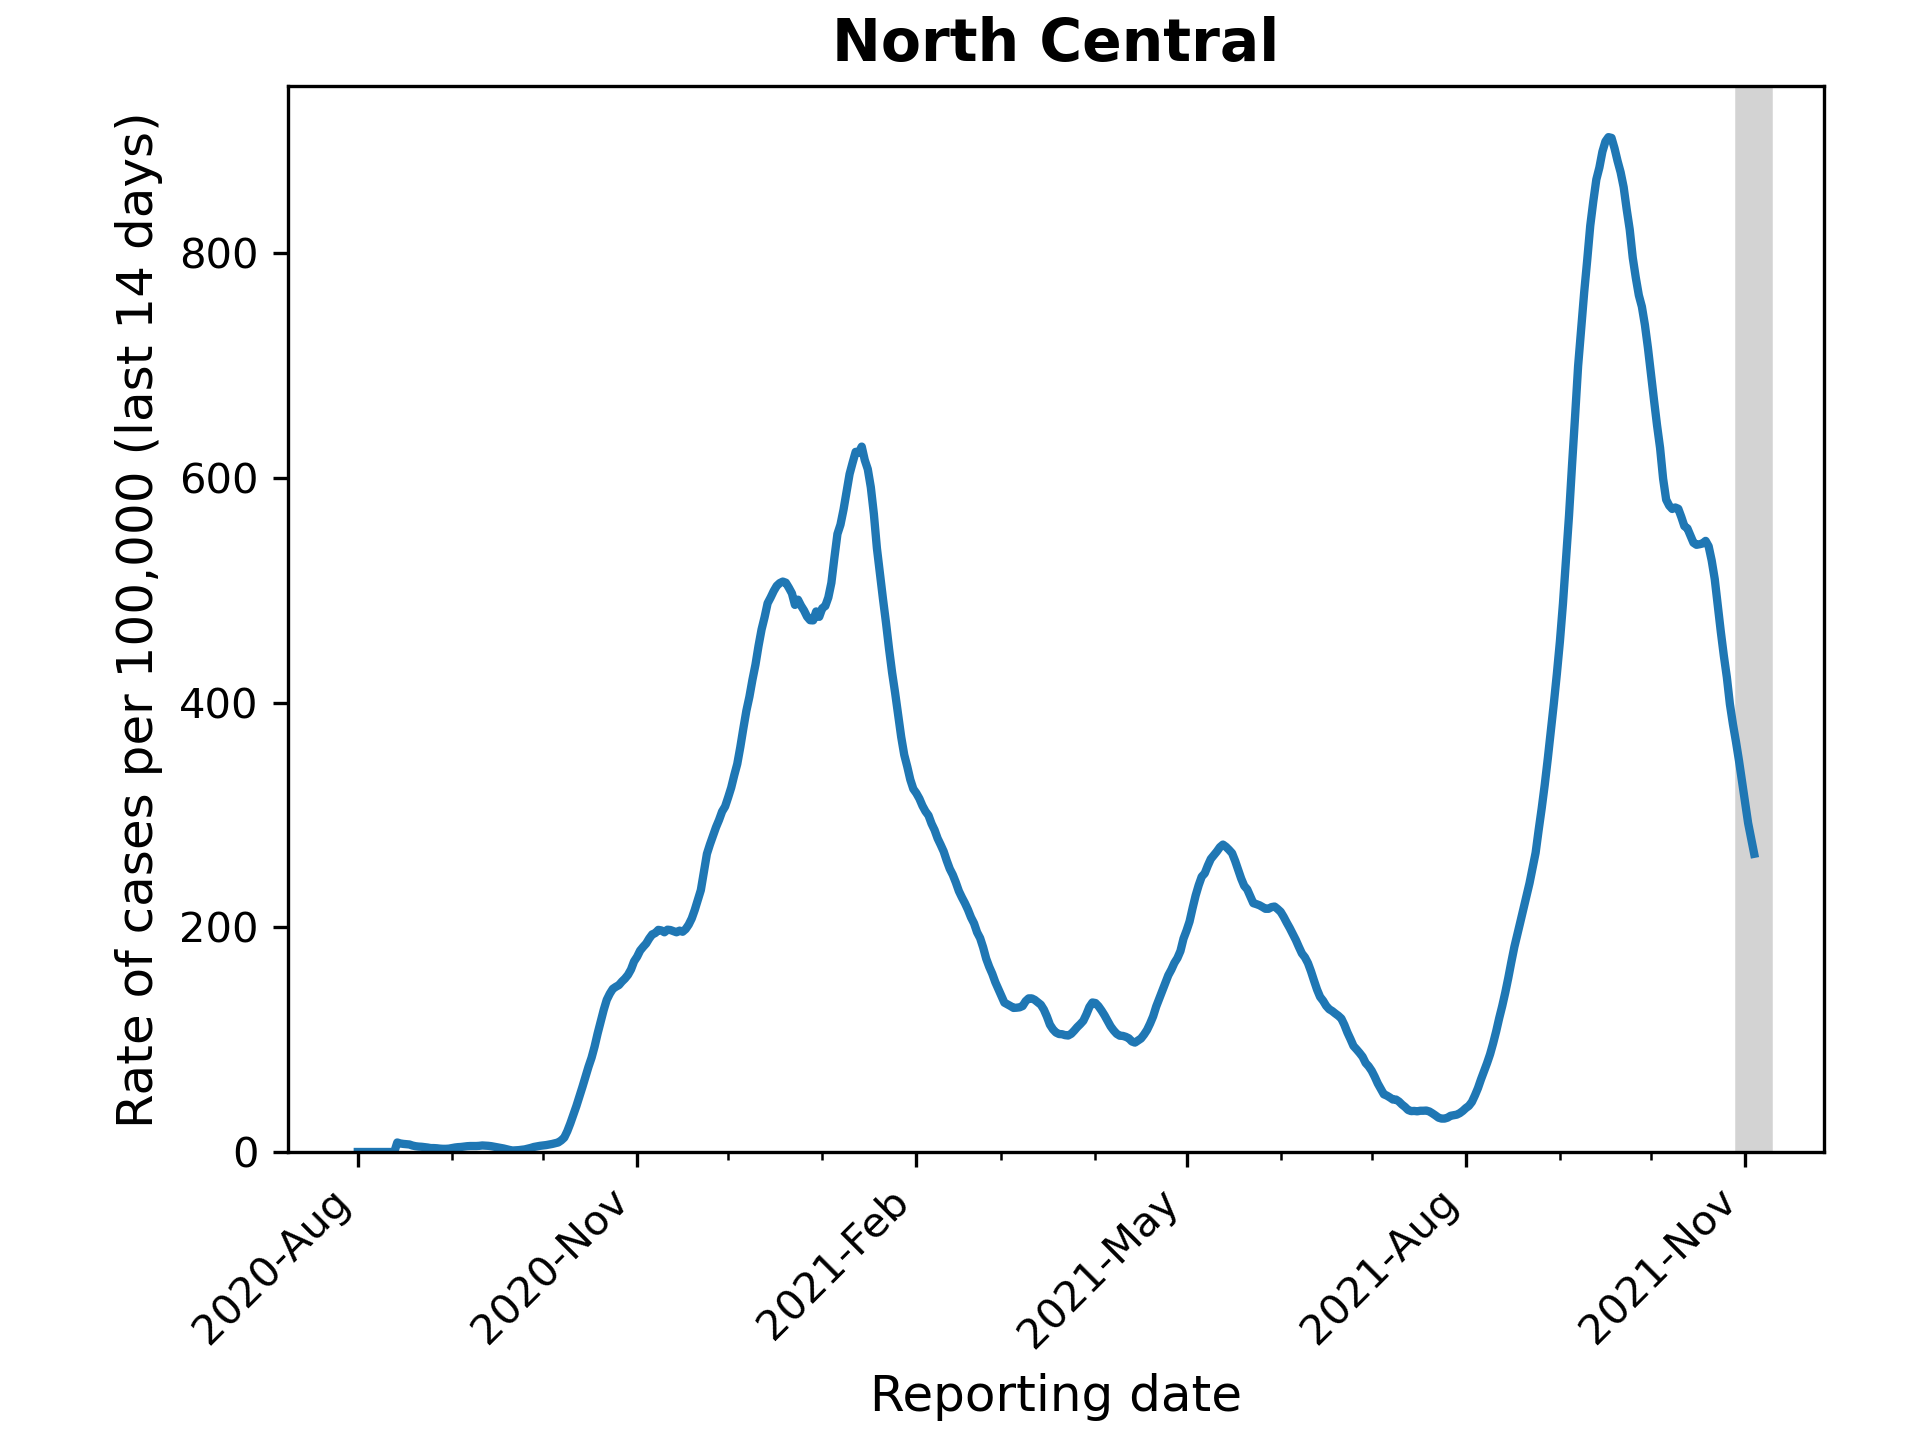 North Central
Rate of cases per 100,000 (last 14 days)
800
600
400
200
0
2020-Aug
2020-Nov
2021-Feb
2021-May
2021-Aug
2021-Nov
Reporting date